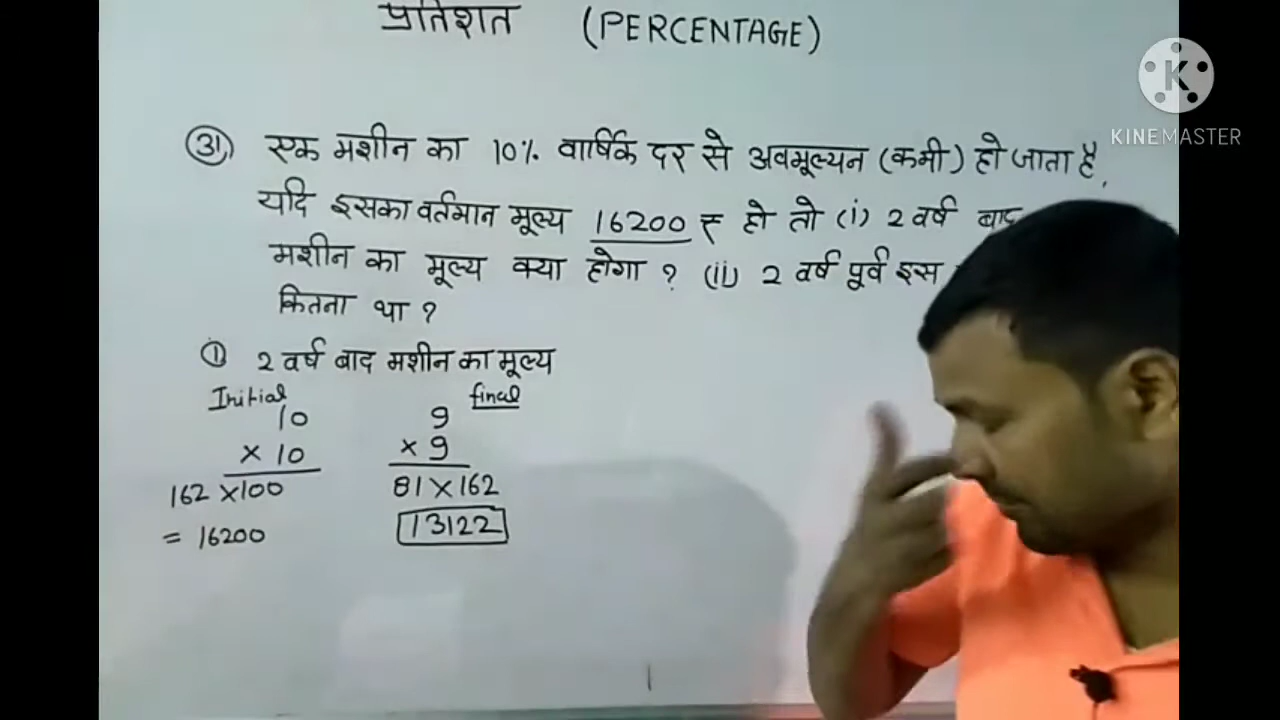 प्रतिशत (PERCENTAGE)
KINEMASTER
31. एक मशीन का 10% वार्षिक दर से अवमूल्यन (कमी) हो जाता है,
यदि इसका वर्तमान मूल्य 16200 ₹ हो तो (i) 2 वर्ष बाद
मशीन का मूल्य क्या होगा ? (ii) 2 वर्ष पूर्व इस
कितना था ?
① 2 वर्ष बाद मशीन का मूल्य
Initial final
10 9
× 10 × 9
162 × 100 81 × 162
= 16200 13122